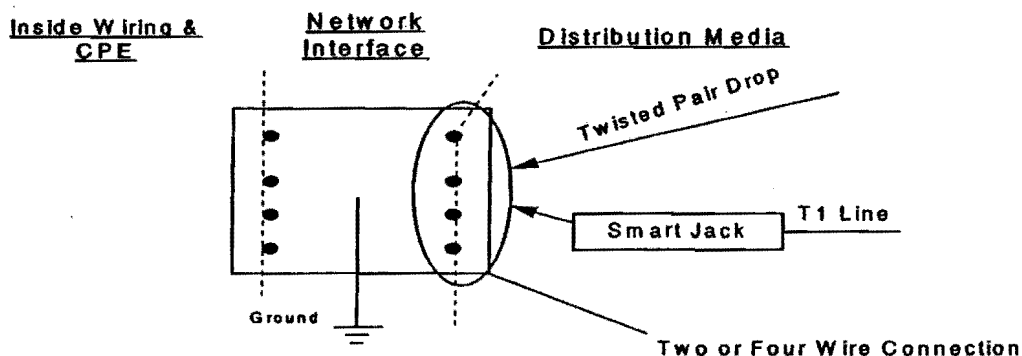 Inside Wiring &
CPE
Network
Interface
Distribution Media
Twisted Pair Drop
Smart Jack
T1 Line
Ground
Two or Four Wire Connection